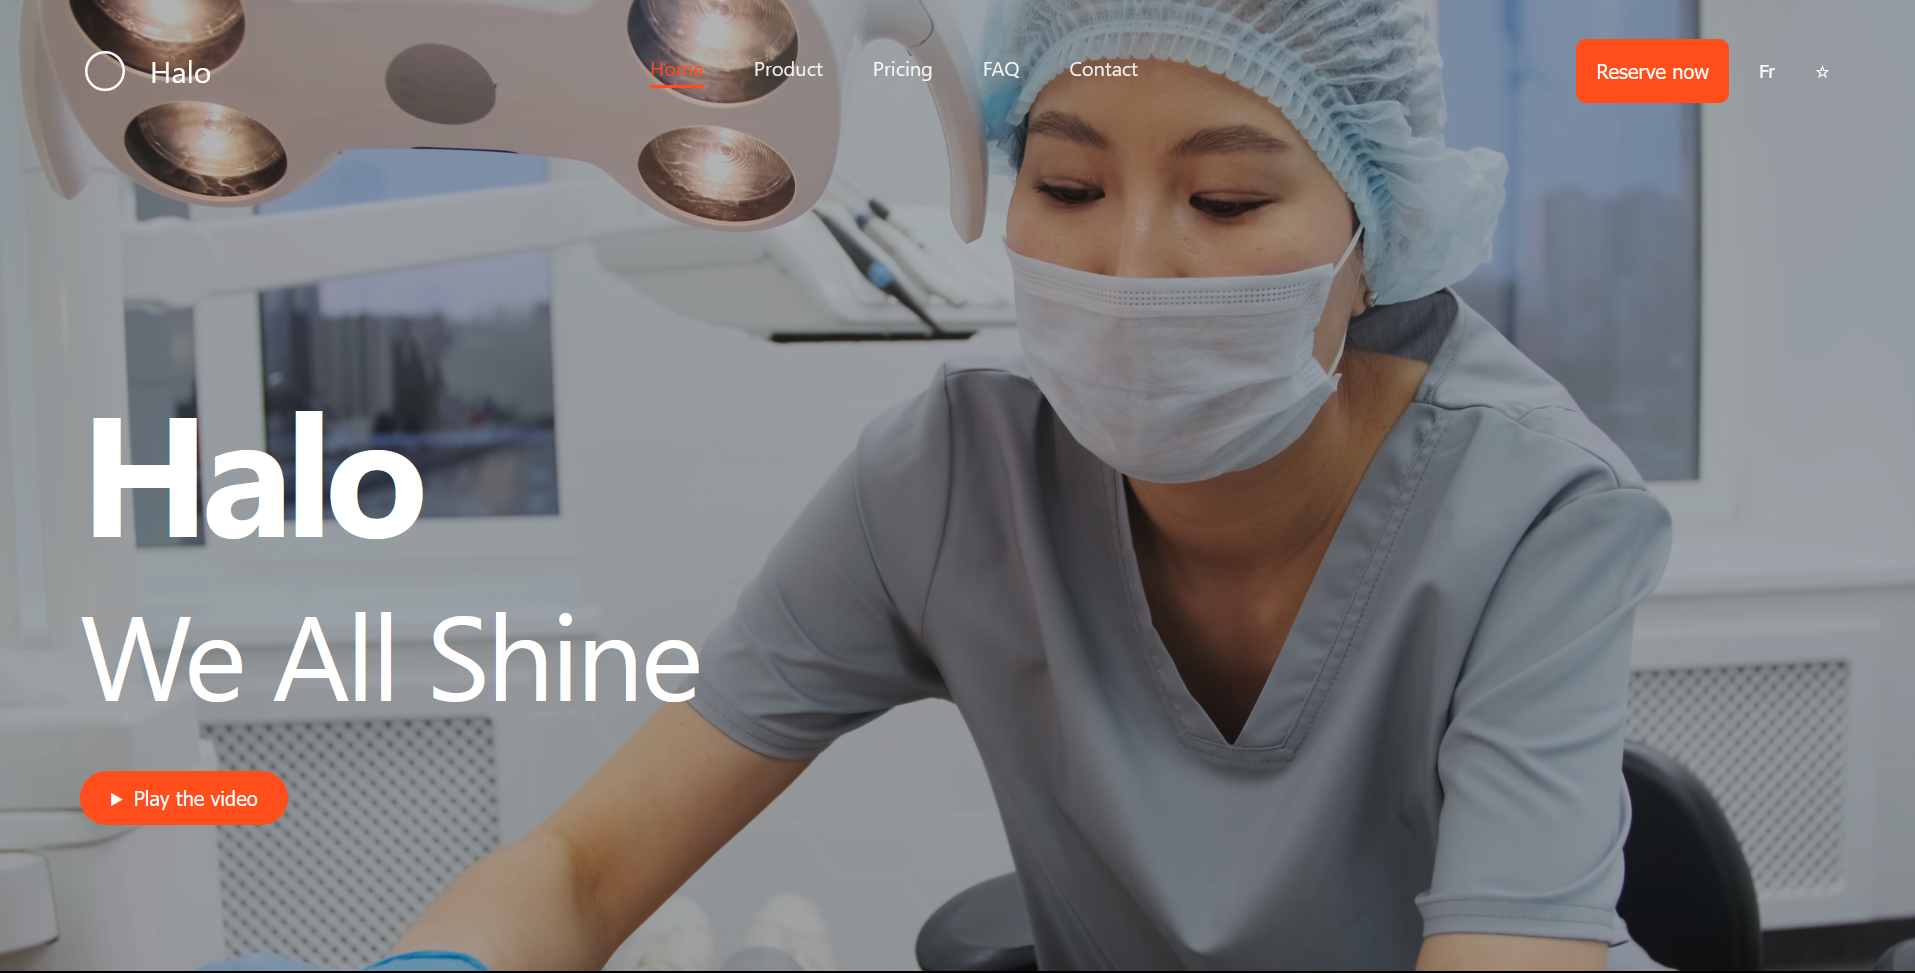 Halo
Home Product Pricing FAQ Contact
Reserve now
Fr ☆
Halo
We All Shine
▶ Play the video